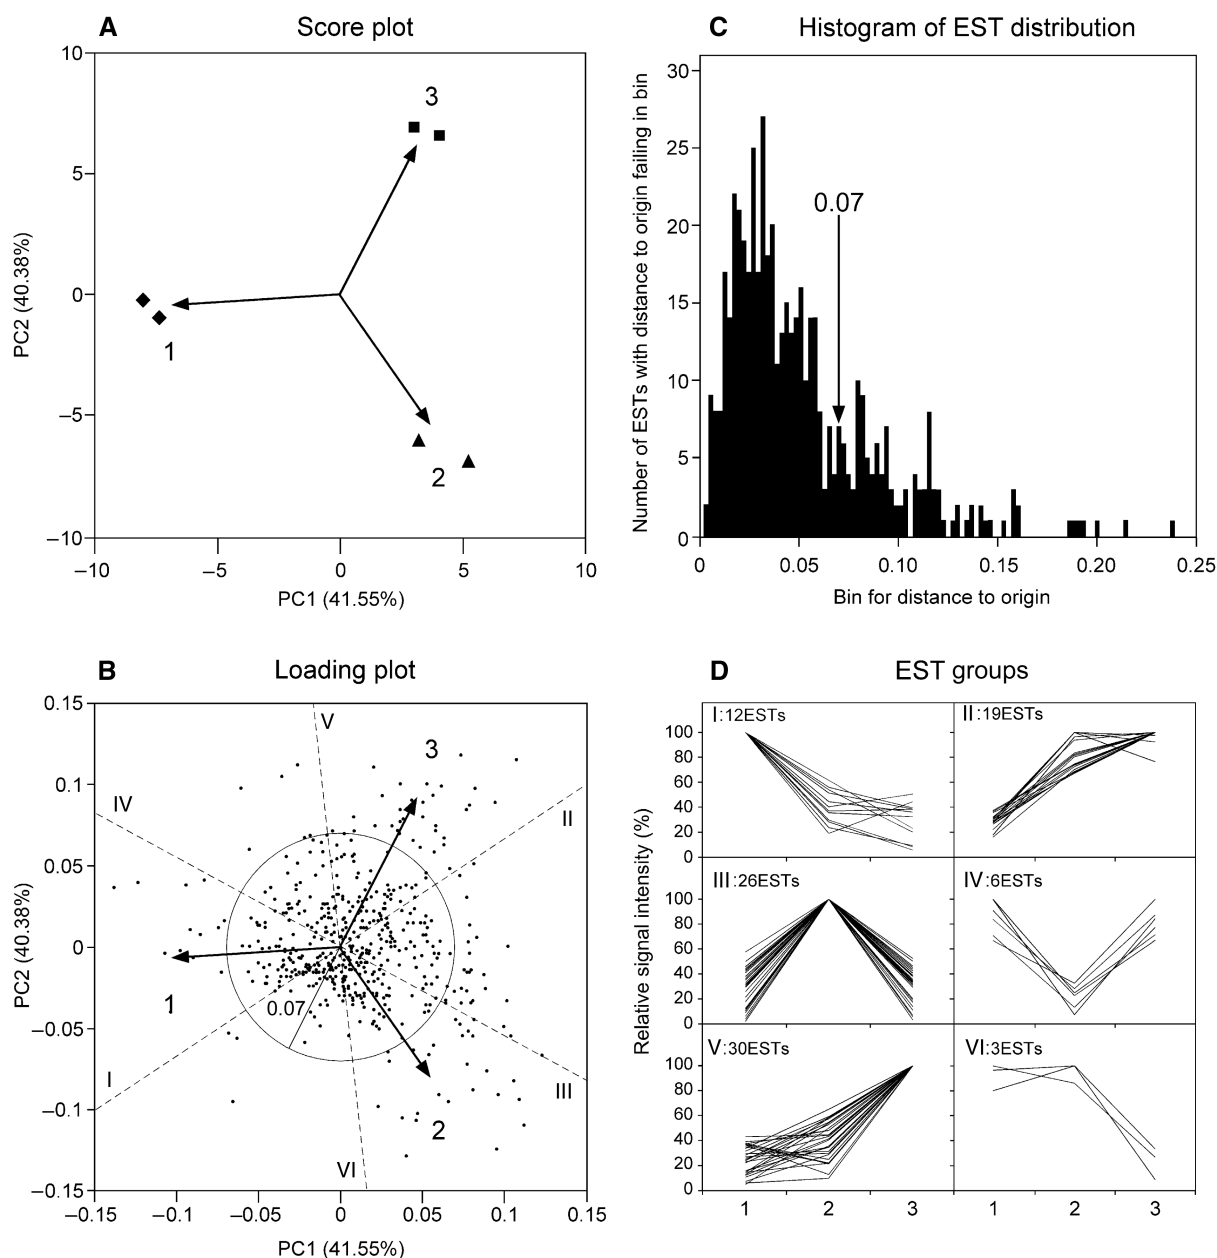 A Score plot
10
5
0
–5
–10
–10 –5 0 5 10
PC2 (40.38%)
PC1 (41.55%)
3
1
2
C Histogram of EST distribution
30
25
20
15
10
5
0
0 0.05 0.10 0.15 0.20 0.25
Number of ESTs with distance to origin failing in bin
Bin for distance to origin
0.07
B Loading plot
0.15
0.1
0.05
0
–0.05
–0.1
–0.15
–0.15 –0.1 –0.05 0 0.05 0.1 0.15
PC2 (40.38%)
PC1 (41.55%)
V
3
IV
II
1
0.07
I
III
2
VI
D EST groups
Relative signal intensity (%)
I:12ESTs
II:19ESTs
100
80
60
40
20
0
III:26ESTs
IV:6ESTs
100
80
60
40
20
0
V:30ESTs
VI:3ESTs
100
80
60
40
20
0
1 2 3 1 2 3